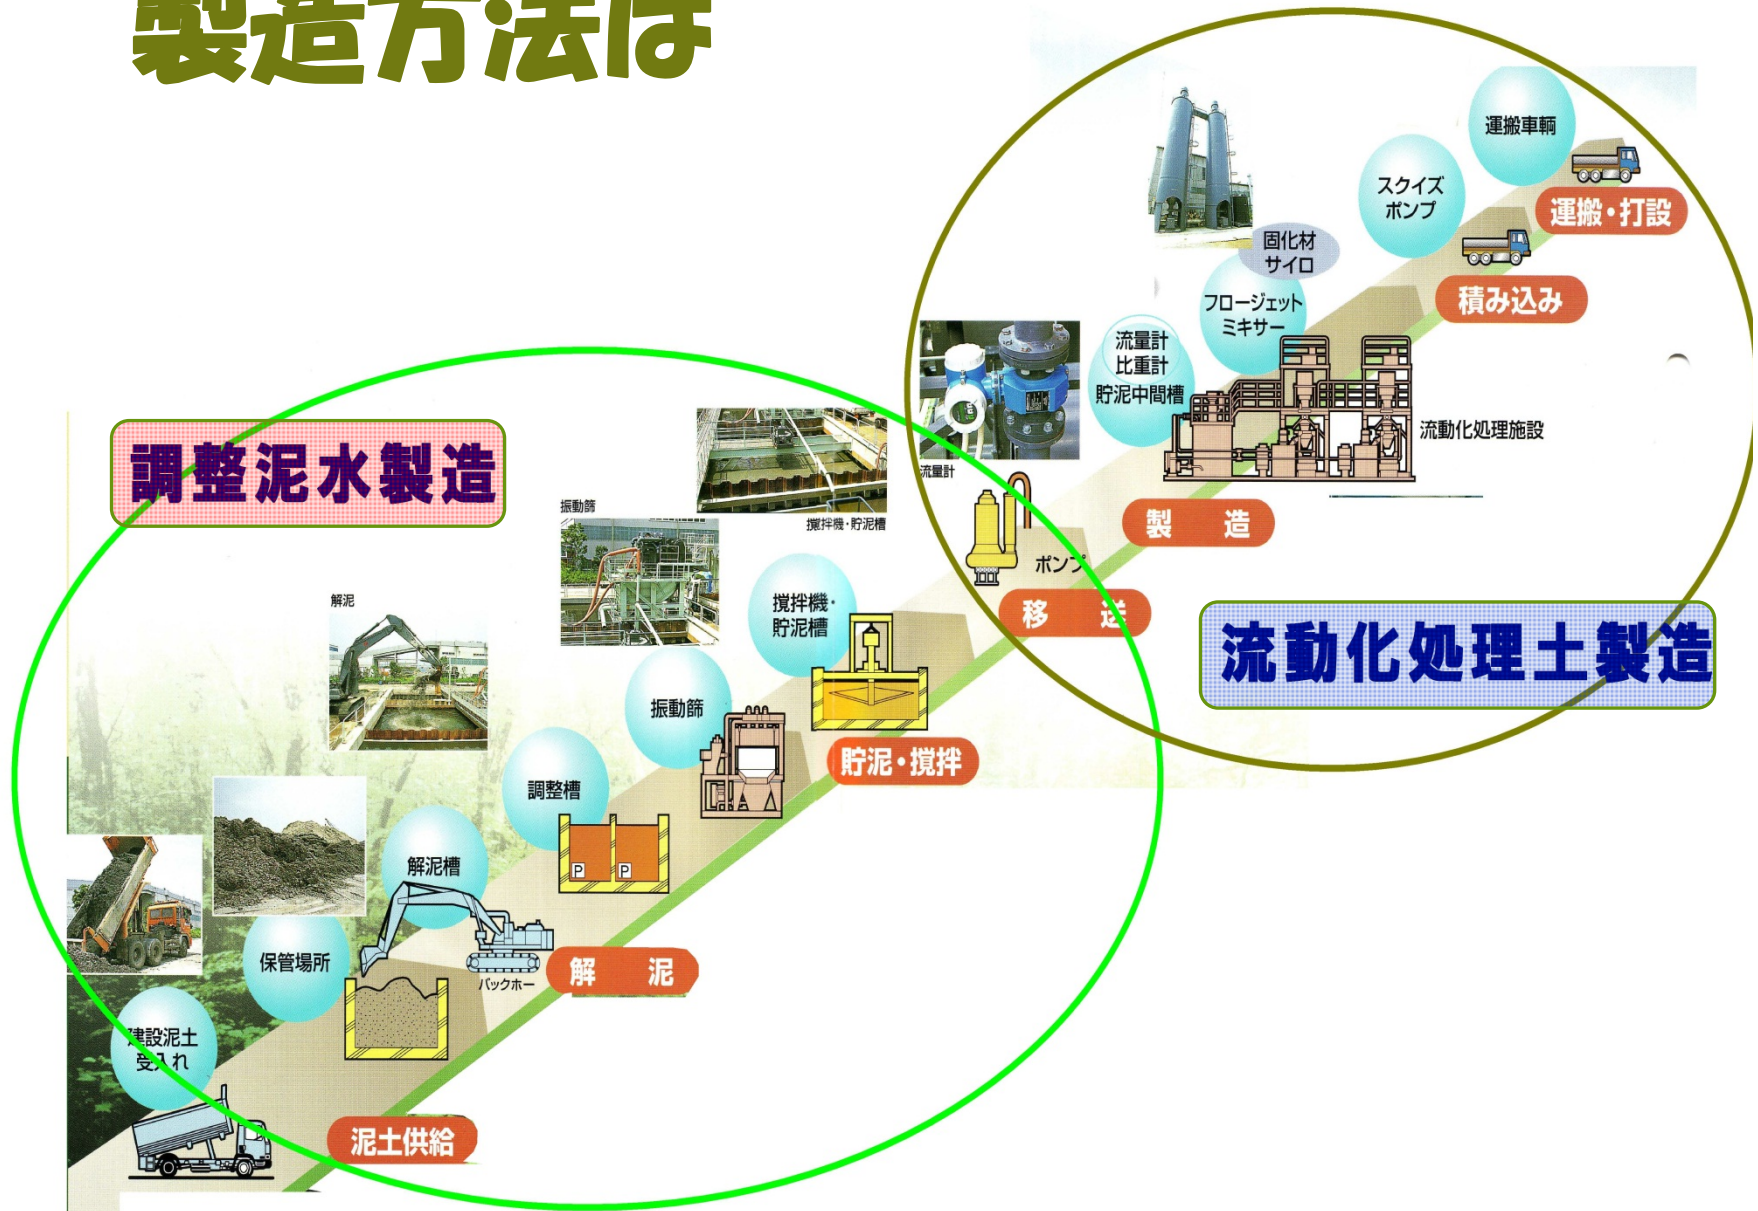 製造方法は
運搬車輌
スクイズ
ポンプ
運搬・打設
固化材
サイロ
積み込み
フロージェット
ミキサー
流量計
比重計
貯泥中間槽
流動化処理施設
流量計
製 造
ポンプ
移 送
流動化処理土製造
調整泥水製造
振動篩
撹拌機・貯泥槽
解泥
撹拌機・
貯泥槽
振動篩
貯泥・撹拌
調整槽
P
P
解泥槽
バックホー
解 泥
保管場所
建設泥土
受入れ
泥土供給